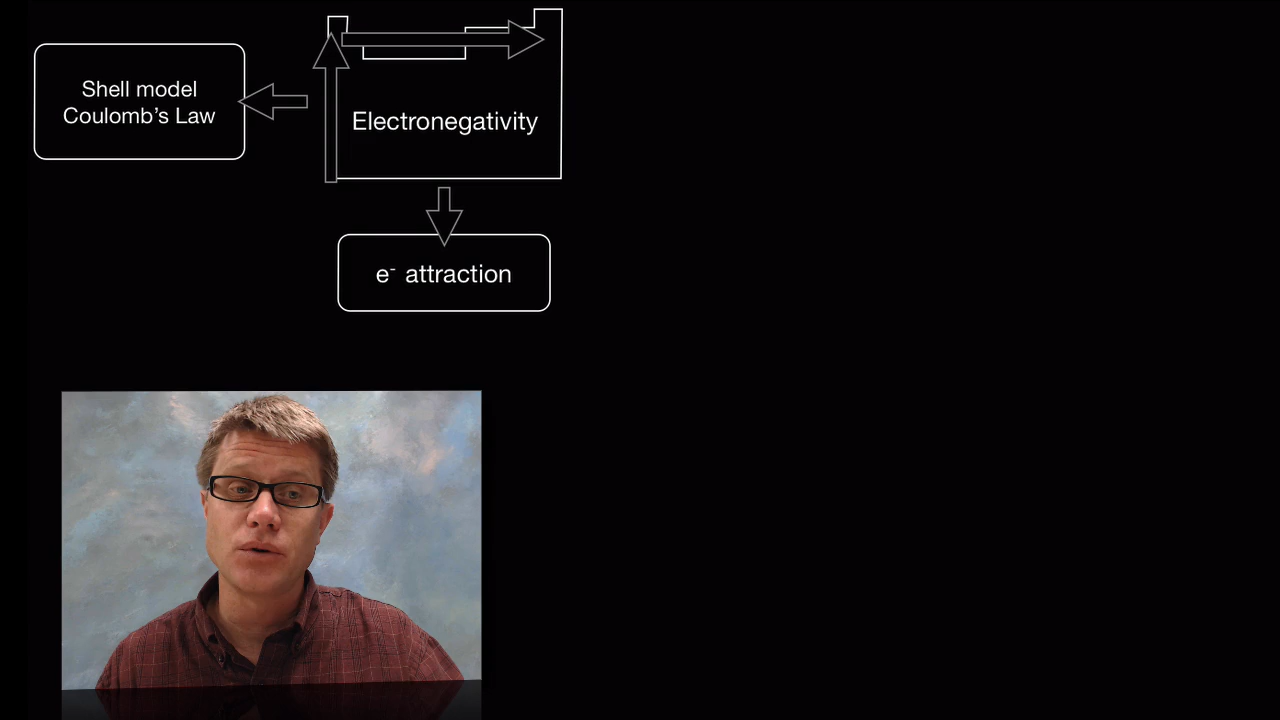 Shell model
Coulomb’s Law
Electronegativity
e⁻ attraction